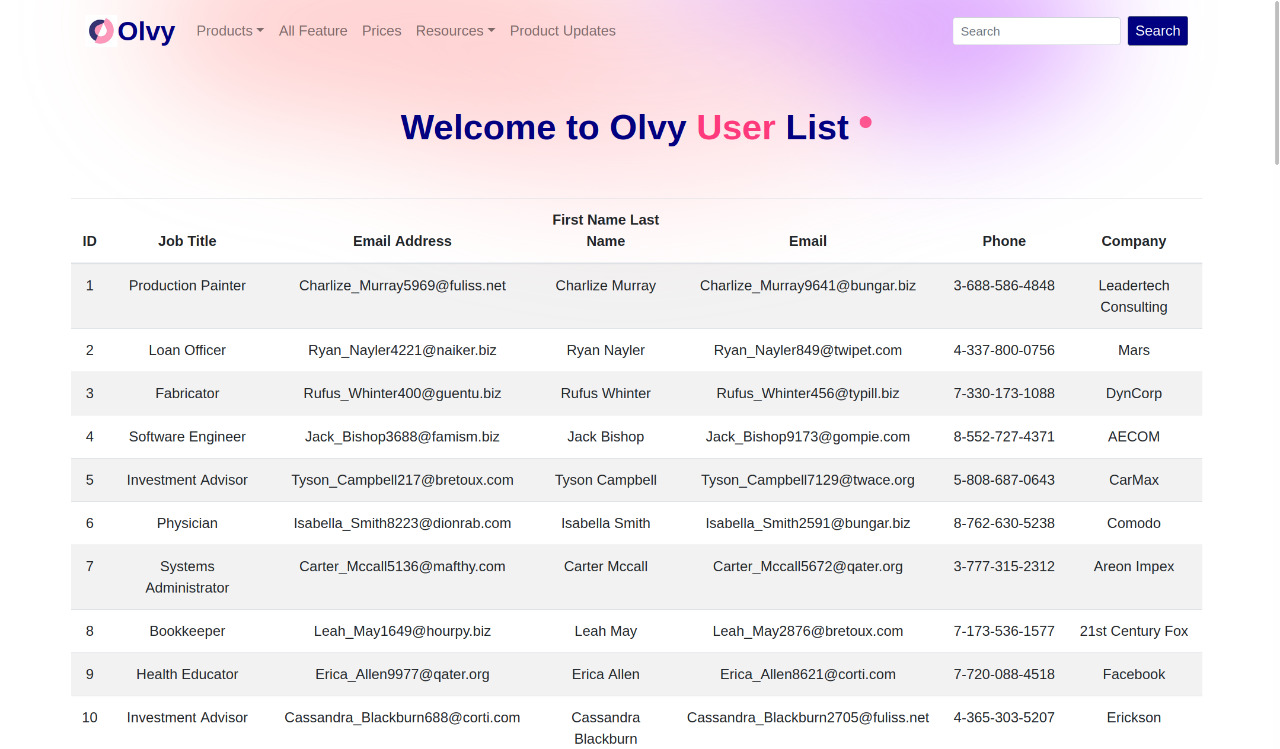 Olvy Products All Feature Prices Resources Product Updates Search Search
Welcome to Olvy User List
ID Job Title Email Address First Name Last Name Email Phone Company
1 Production Painter Charlize_Murray5969@fuliss.net Charlize Murray Charlize_Murray9641@bungar.biz 3-688-586-4848 Leadertech Consulting
2 Loan Officer Ryan_Nayler4221@naiker.biz Ryan Nayler Ryan_Nayler849@twipet.com 4-337-800-0756 Mars
3 Fabricator Rufus_Whinter400@guentu.biz Rufus Whinter Rufus_Whinter456@typill.biz 7-330-173-1088 DynCorp
4 Software Engineer Jack_Bishop3688@famism.biz Jack Bishop Jack_Bishop9173@gompie.com 8-552-727-4371 AECOM
5 Investment Advisor Tyson_Campbell217@bretoux.com Tyson Campbell Tyson_Campbell7129@twace.org 5-808-687-0643 CarMax
6 Physician Isabella_Smith8223@dionrab.com Isabella Smith Isabella_Smith2591@bungar.biz 8-762-630-5238 Comodo
7 Systems Administrator Carter_Mccall5136@mafthy.com Carter Mccall Carter_Mccall5672@qater.org 3-777-315-2312 Areon Impex
8 Bookkeeper Leah_May1649@hourpy.biz Leah May Leah_May2876@bretoux.com 7-173-536-1577 21st Century Fox
9 Health Educator Erica_Allen9977@qater.org Erica Allen Erica_Allen8621@corti.com 7-720-088-4518 Facebook
10 Investment Advisor Cassandra_Blackburn688@corti.com Cassandra Blackburn Cassandra_Blackburn2705@fuliss.net 4-365-303-5207 Erickson